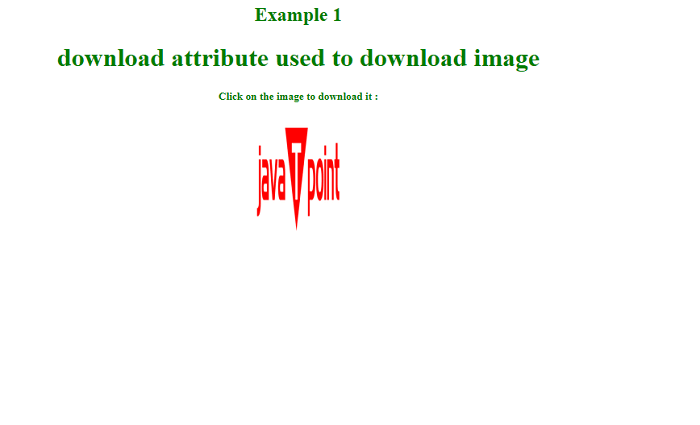 Example 1
download attribute used to download image
Click on the image to download it :
java T point